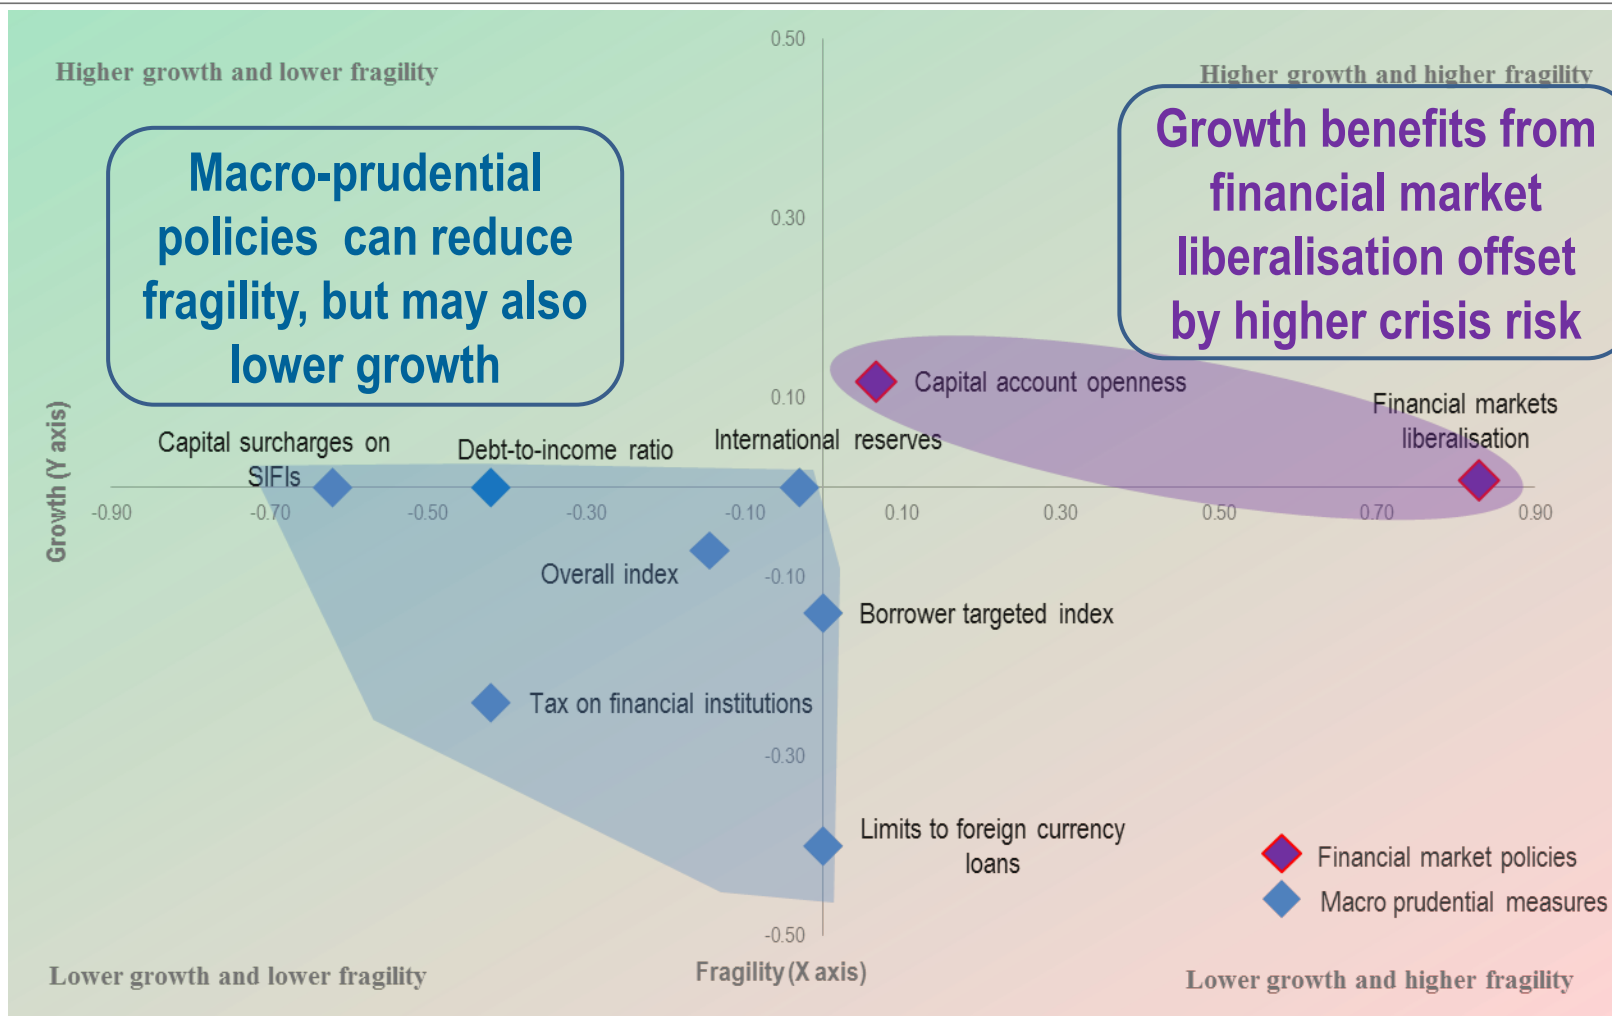 0.50
Higher growth and lower fragility
Higher growth and higher fragility
Macro-prudential
policies can reduce
fragility, but may also
lower growth
Growth benefits from
financial market
liberalisation offset
by higher crisis risk
0.30
0.10
Capital account openness
Financial markets
liberalisation
Capital surcharges on
SIFIs
Debt-to-income ratio
International reserves
Growth (Y axis)
-0.90
-0.70
-0.50
-0.30
-0.10
0.10
0.30
0.50
0.70
0.90
Overall index
-0.10
Borrower targeted index
Tax on financial institutions
-0.30
Limits to foreign currency
loans
Financial market policies
Macro prudential measures
-0.50
Fragility (X axis)
Lower growth and lower fragility
Lower growth and higher fragility